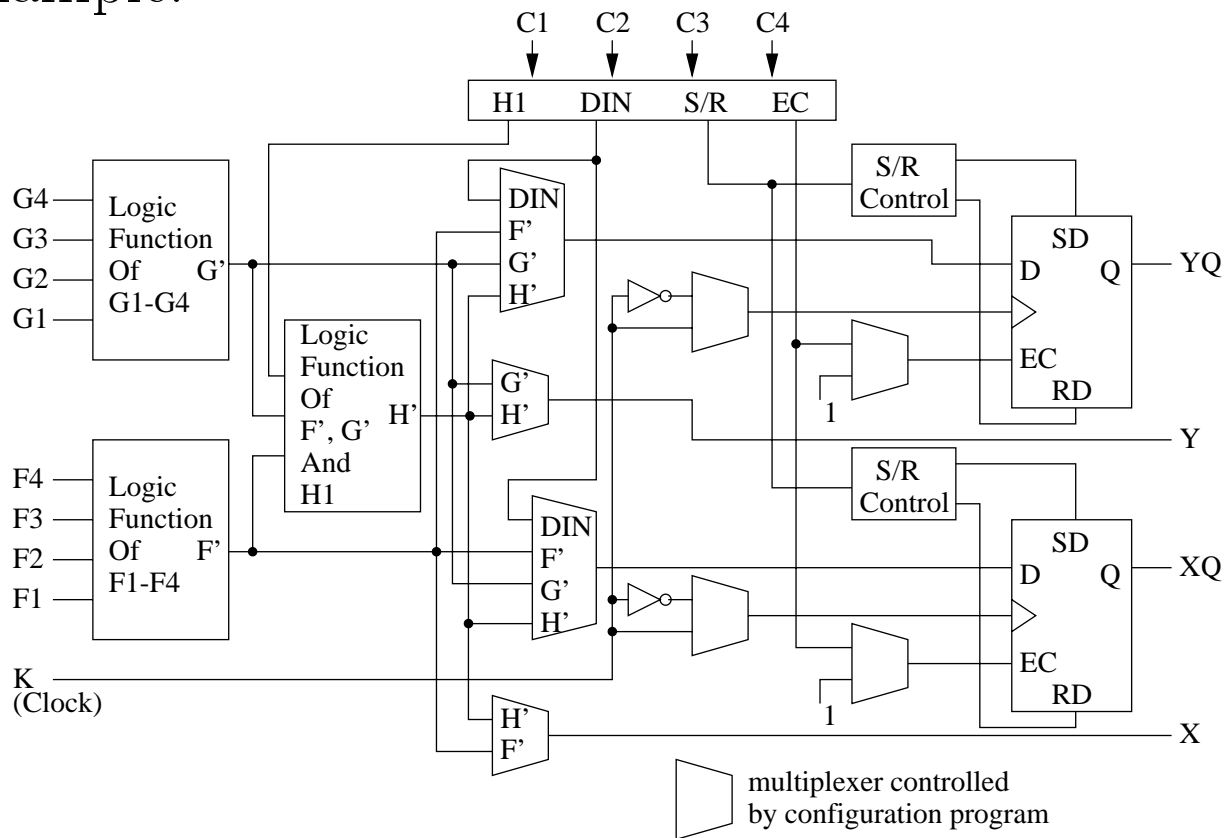 C1 C2 C3 C4
H1 DIN S/R EC
G4
G3
G2
G1
Logic
Function
Of
G1-G4
G'
DIN
F'
G'
H'
S/R
Control
SD
D
Q
EC
RD
YQ
1
Logic
Function
Of
F', G'
And
H1
H'
G'
H'
Y
F4
F3
F2
F1
Logic
Function
Of
F1-F4
F'
DIN
F'
G'
H'
S/R
Control
SD
D
Q
EC
RD
XQ
1
K
(Clock)
H'
F'
X
multiplexer controlled
by configuration program